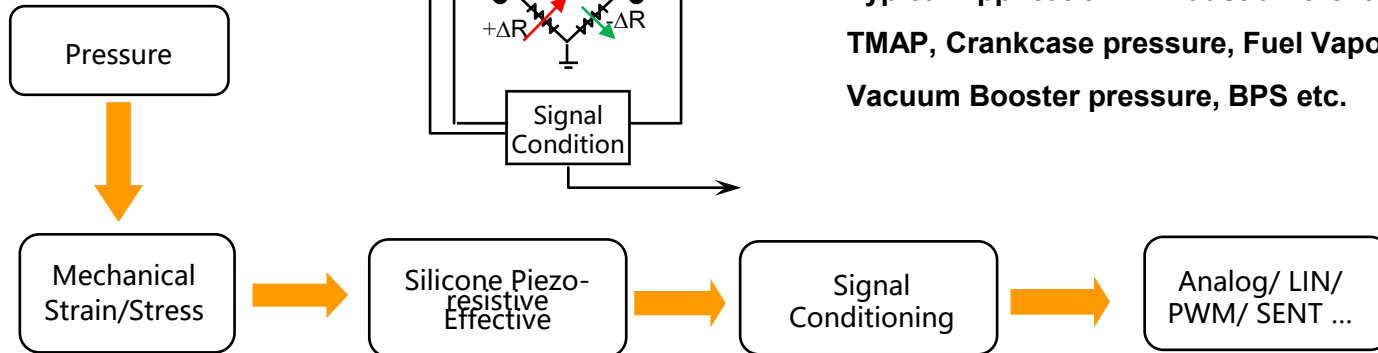 +ΔR
-ΔR
TMAP, Crankcase pressure, Fuel Vapo
Vacuum Booster pressure, BPS etc.
Pressure
Signal
Condition
Mechanical
Strain/Stress
Silicone Piezo-
resistive
Effective
Signal
Conditioning
Analog/ LIN/
PWM/ SENT ...